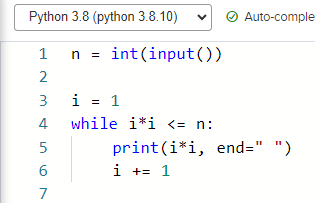 Python 3.8 (python 3.8.10) Auto-comple
1 n = int(input())
2
3 i = 1
4 while i*i <= n:
5     print(i*i, end=" ")
6     i += 1
7